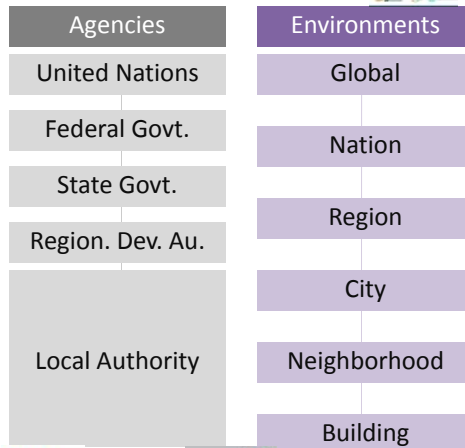 Agencies
United Nations
Federal Govt.
State Govt.
Region. Dev. Au.
Local Authority
Environments
Global
Nation
Region
City
Neighborhood
Building